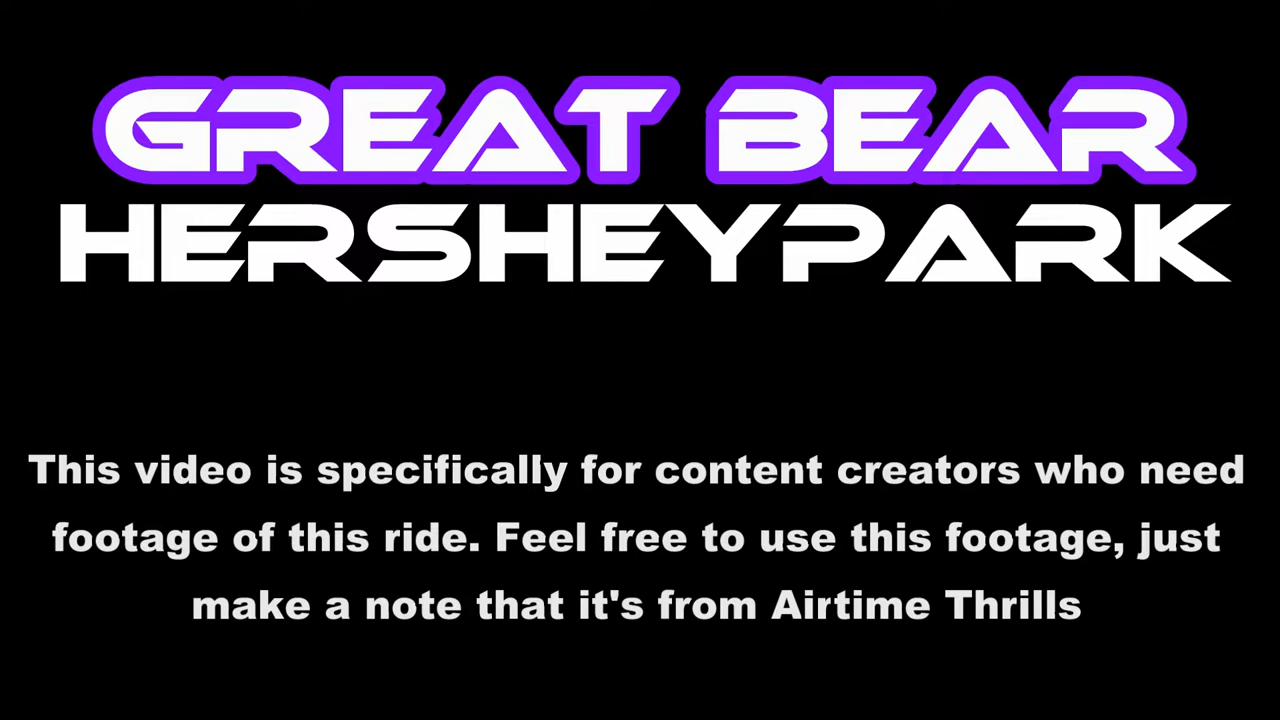 GREAT BEAR
HERSHEYPARK
This video is specifically for content creators who need
footage of this ride. Feel free to use this footage, just
make a note that it's from Airtime Thrills